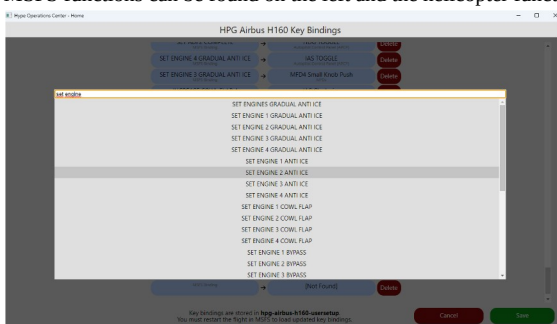 MSFS functions can be found on the left and the helicopter funct
Hype Operations Center - Home
HPG Airbus H160 Key Bindings
Delete
SET ENGINE 4 GRADUAL ANTI ICE → IAS TOGGLE Delete
SET ENGINE 3 GRADUAL ANTI ICE → MFD4 Small Knob Push Delete
set engine
SET ENGINES GRADUAL ANTI ICE
SET ENGINE 1 GRADUAL ANTI ICE
SET ENGINE 2 GRADUAL ANTI ICE
SET ENGINE 3 GRADUAL ANTI ICE
SET ENGINE 4 GRADUAL ANTI ICE
SET ENGINE 1 ANTI ICE
SET ENGINE 2 ANTI ICE
SET ENGINE 3 ANTI ICE
SET ENGINE 4 ANTI ICE
SET ENGINE 1 COWL FLAP
SET ENGINE 2 COWL FLAP
SET ENGINE 3 COWL FLAP
SET ENGINE 4 COWL FLAP
SET ENGINE 1 BYPASS
SET ENGINE 2 BYPASS
SET ENGINE 3 BYPASS
→ [Not Found] Delete
Key bindings are stored in hpg-airbus-h160-usersetup.
You must restart the flight in MSFS to load updated key bindings.
Cancel
Save